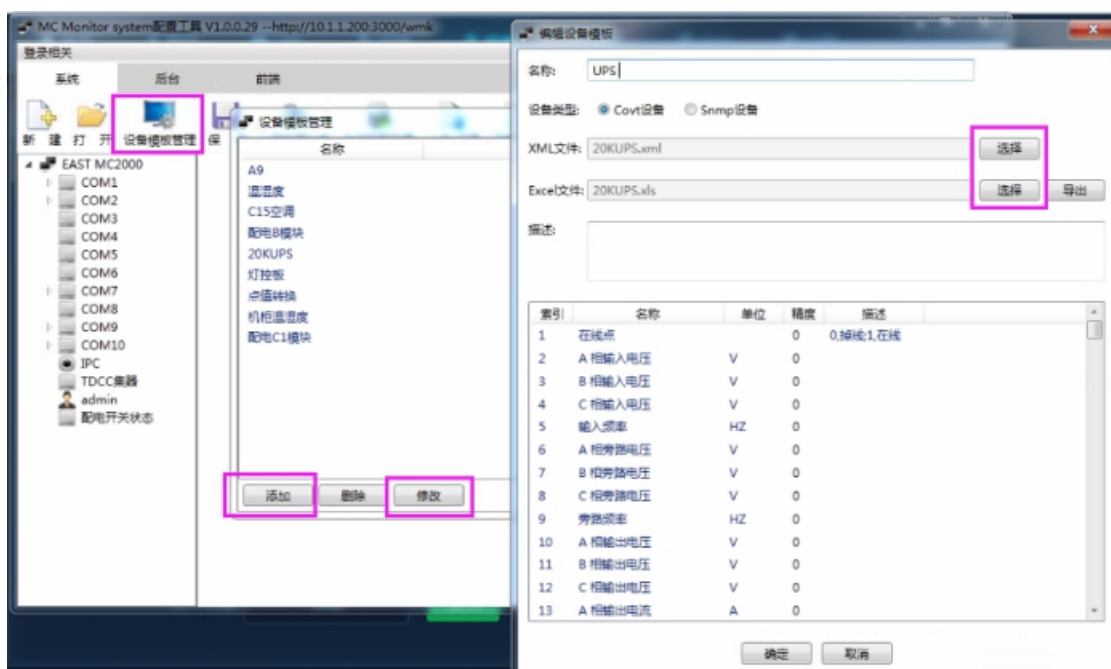 MC Monitor system配置工具 V1.0.0.29 --http://10.1.1.200:3000/wmk
登录相关
系统 后台 前端
新 建 打 开 设备模板管理 保
EAST MC2000
COM1
COM2
COM3
COM4
COM5
COM6
COM7
COM8
COM9
COM10
IPC
TDCC集器
admin
配电开关状态
设备模板管理
名称
A9
温湿度
C15空调
配电B模块
20KUPS
灯控板
点值转换
机柜温湿度
配电C1模块
添加 删除 修改
编辑设备模板
名称: UPS
设备类型: Covt设备 Snmp设备
XML文件: 20KUPS.xml 选择
Excel文件: 20KUPS.xls 选择 导出
描述:
索引 名称 单位 精度 描述
1 在线点 0 0,掉线;1,在线
2 A 相输入电压 V 0
3 B 相输入电压 V 0
4 C 相输入电压 V 0
5 输入频率 HZ 0
6 A 相旁路电压 V 0
7 B 相旁路电压 V 0
8 C 相旁路电压 V 0
9 旁路频率 HZ 0
10 A 相输出电压 V 0
11 B 相输出电压 V 0
12 C 相输出电压 V 0
13 A 相输出电流 A 0
确定 取消